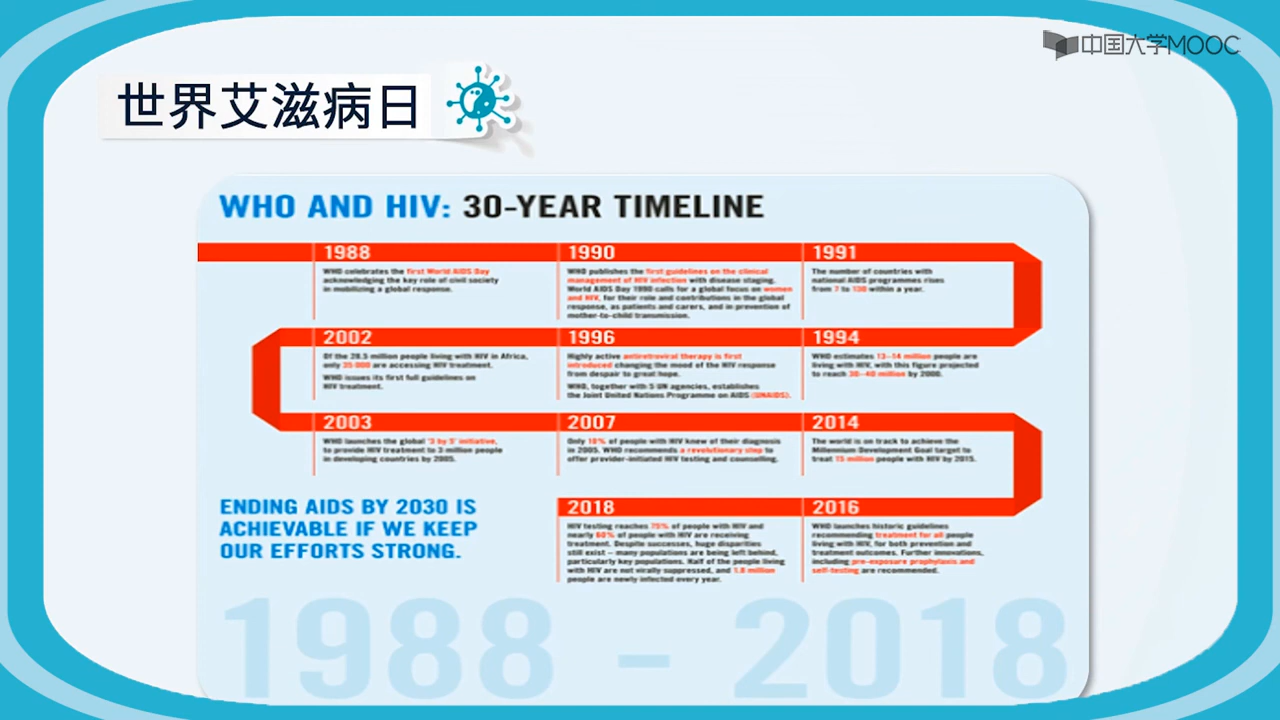 中国大学MOOC
世界艾滋病日
WHO AND HIV: 30-YEAR TIMELINE
1988
WHO celebrates the first World AIDS Day
acknowledging the key role of civil society
in mobilizing a global response.
1990
WHO publishes the first guidelines on the clinical
management of HIV infection with disease staging.
World AIDS Day 1990 calls for a global focus on women
and HIV, for their role and contributions in the global
response, as patients and carers, and in prevention of
mother-to-child transmission.
1991
The number of countries with
national AIDS programmes rises
from 7 to 130 within a year.
2002
Of the 28.5 million people living with HIV in Africa,
only 35 000 are accessing HIV treatment.
WHO issues its first full guidelines on
HIV treatment.
1996
Highly active antiretroviral therapy is first
introduced changing the mood of the HIV response
from despair to great hope.
WHO, together with 5 UN agencies, establishes
the Joint United Nations Programme on AIDS (UNAIDS).
1994
WHO estimates 13–14 million people are
living with HIV, with this figure projected
to reach 30–40 million by 2000.
2003
WHO launches the global '3 by 5' initiative,
to provide HIV treatment to 3 million people
in developing countries by 2005.
2007
Only 10% of people with HIV knew of their diagnosis
in 2005. WHO recommends a revolutionary step to
offer provider-initiated HIV testing and counselling.
2014
The world is on track to achieve the
Millennium Development Goal target to
treat 15 million people with HIV by 2015.
ENDING AIDS BY 2030 IS
ACHIEVABLE IF WE KEEP
OUR EFFORTS STRONG.
2018
HIV testing reaches 75% of people with HIV and
nearly 60% of people with HIV are receiving
treatment. Despite successes, huge disparities
still exist – many populations are being left behind,
particularly key populations. Half of the people living
with HIV are not virally suppressed, and 1.8 million
people are newly infected every year.
2016
WHO launches historic guidelines
recommending treatment for all people
living with HIV, for both prevention and
treatment outcomes. Further innovations,
including pre-exposure prophylaxis and
self-testing are recommended.
1988 - 2018